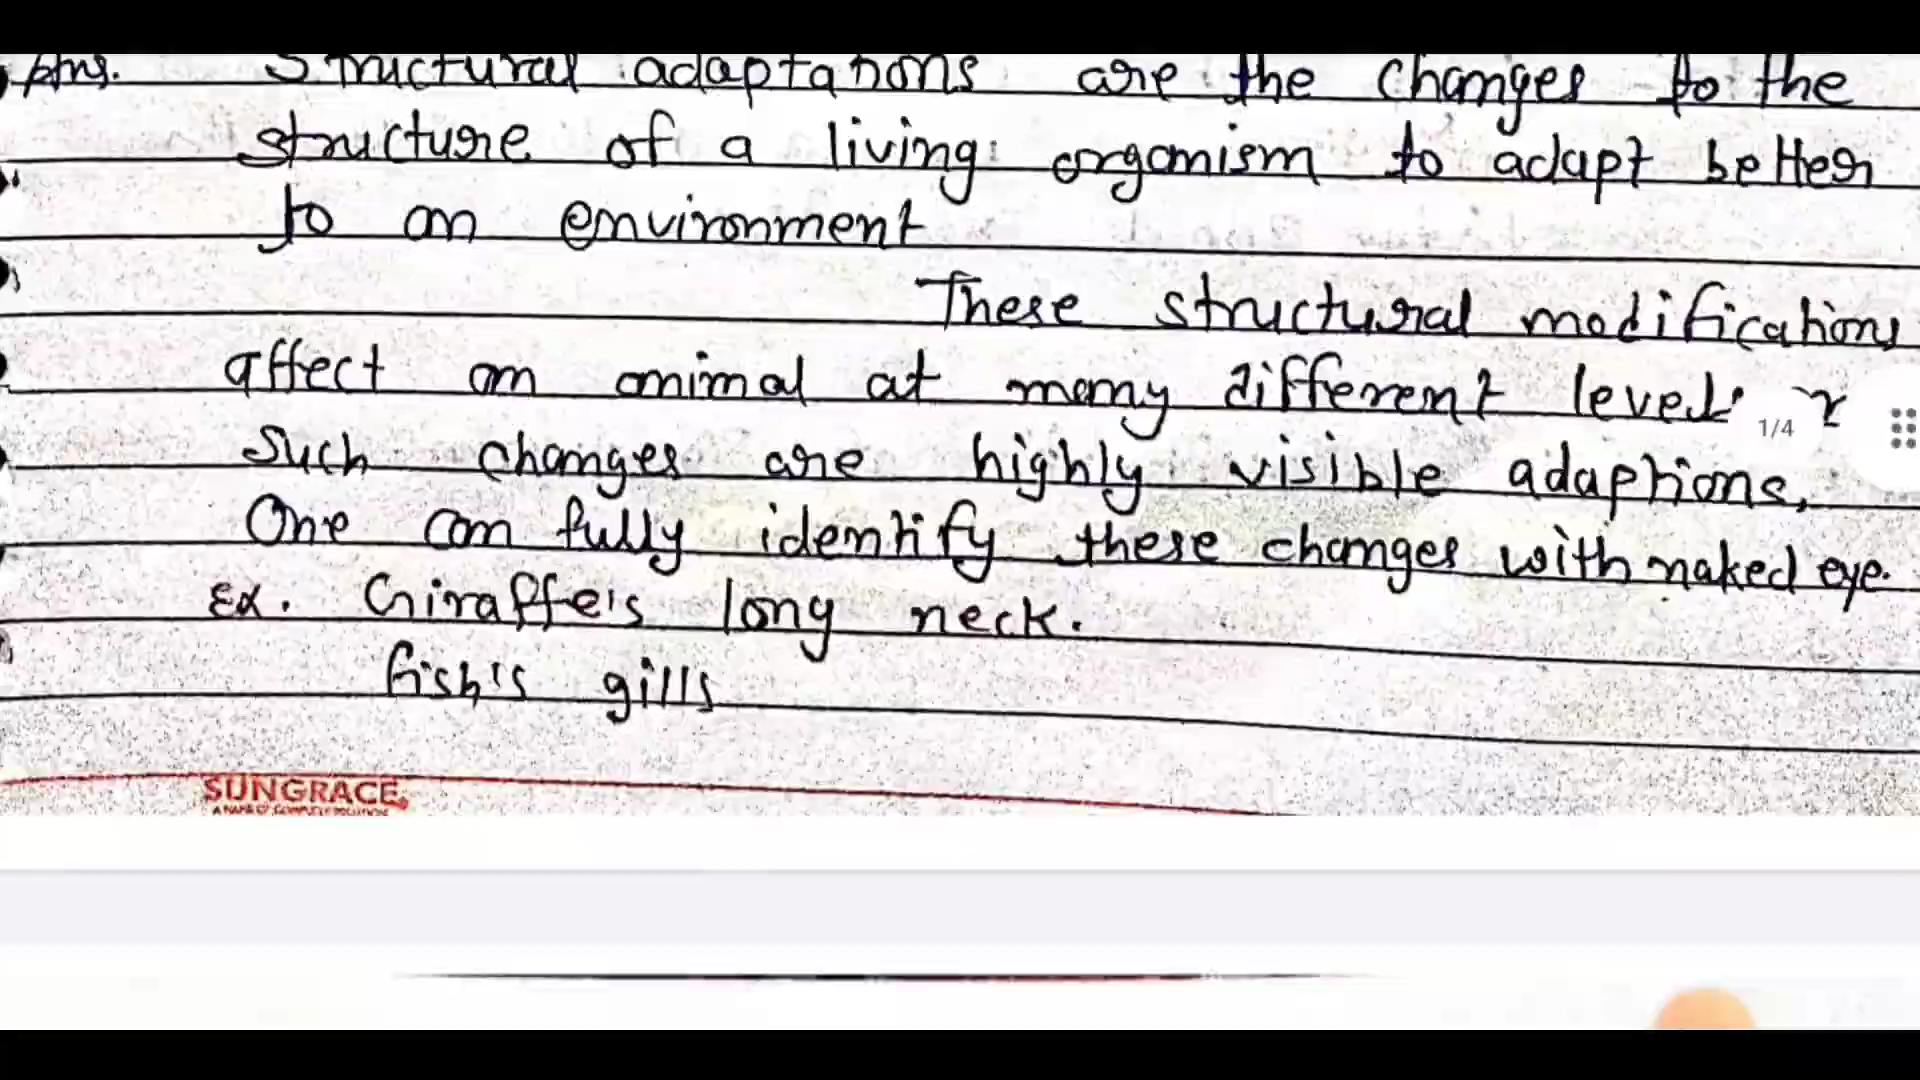 Ans. Structural adaptations are the changes to the
structure of a living organism to adapt better
to an environment
These structural modifications
affect an animal at many different levels
1/4
Such changes are highly visible adaptions,
One can fully identify these changes with naked eye.
Ex. Giraffe's long neck.
fish's gills
SUNGRACE